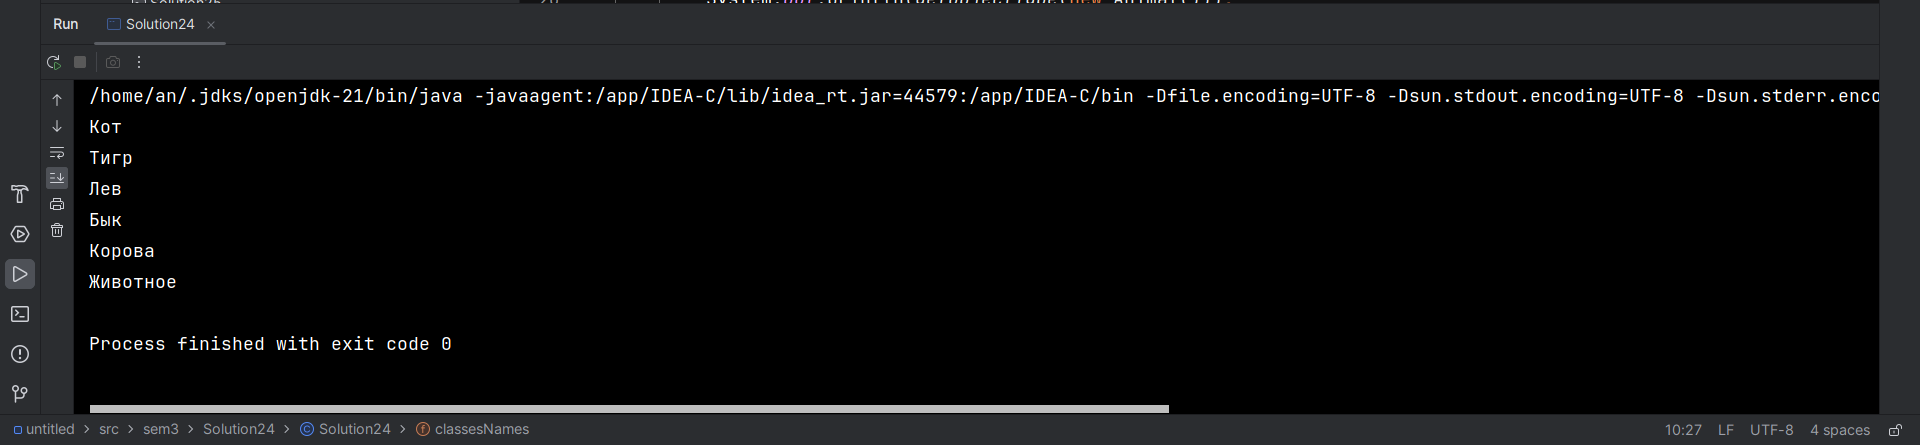 Run Solution24
/home/an/.jdks/openjdk-21/bin/java -javaagent:/app/IDEA-C/lib/idea_rt.jar=44579:/app/IDEA-C/bin -Dfile.encoding=UTF-8 -Dsun.stdout.encoding=UTF-8 -Dsun.stderr.enco
Кот
Тигр
Лев
Бык
Корова
Животное
Process finished with exit code 0
untitled > src > sem3 > Solution24 > Solution24 > classesNames 10:27 LF UTF-8 4 spaces